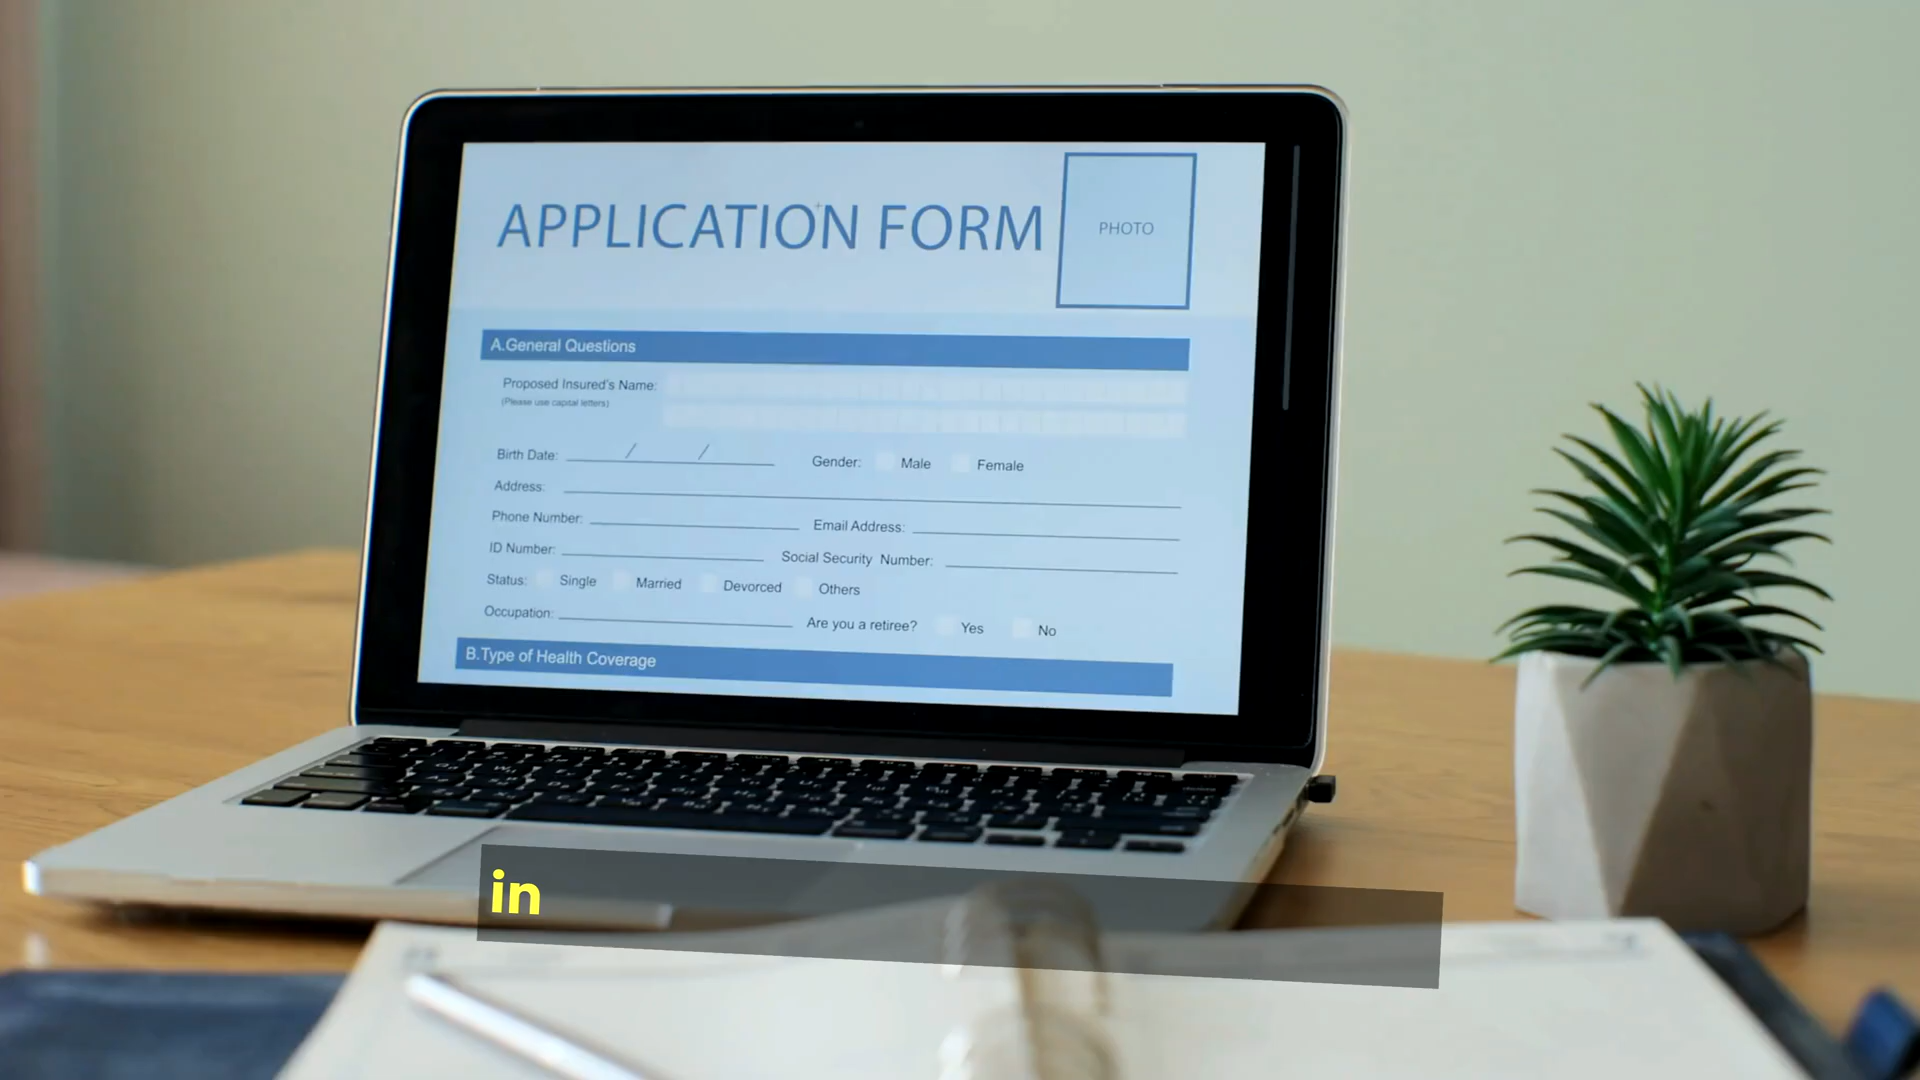 APPLICATION FORM
PHOTO
A.General Questions
Proposed Insured's Name:
(Please use capital letters)
Birth Date: / / Gender: Male Female
Address:
Phone Number: Email Address:
ID Number: Social Security Number:
Status: Single Married Devorced Others
Occupation: Are you a retiree? Yes No
B.Type of Health Coverage
in